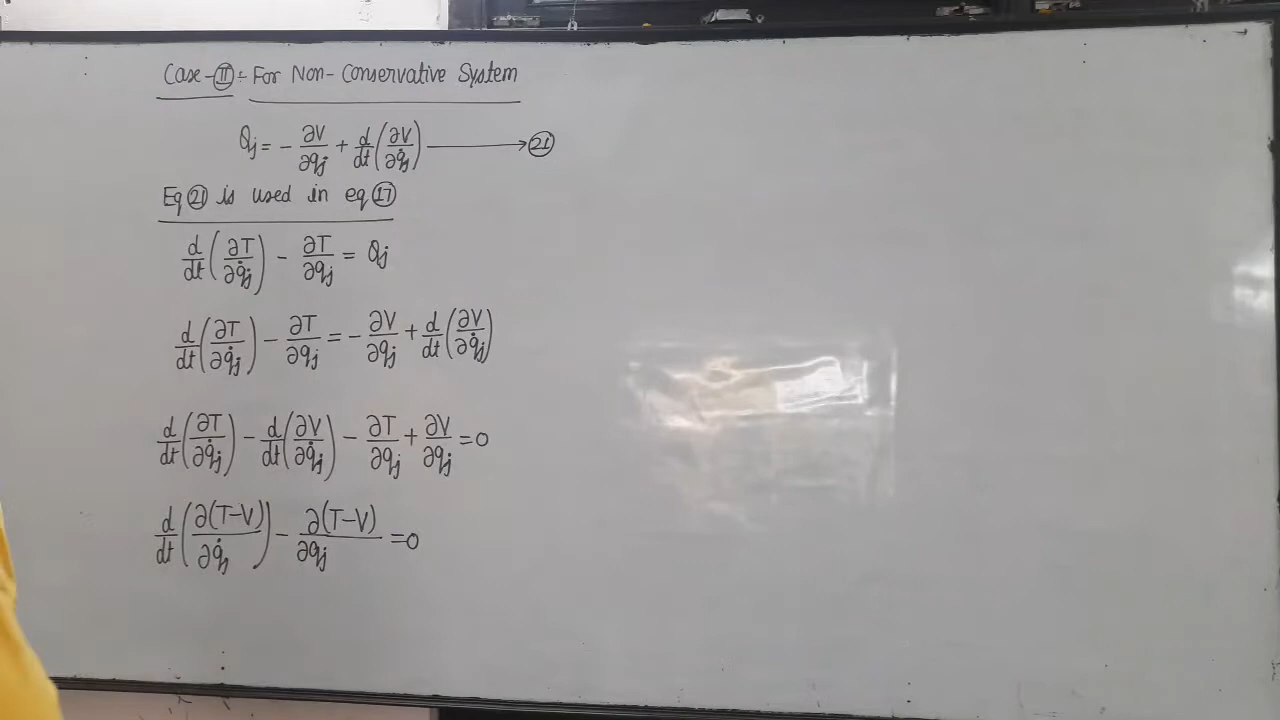 Case-Ⅱ:- For Non-Conservative System
Qj = - ∂V/∂qj + d/dt(∂V/∂q̇j) ⟶ ㉑
Eq ㉑ is used in eq ⑰
d/dt(∂T/∂q̇j) - ∂T/∂qj = Qj
d/dt(∂T/∂q̇j) - ∂T/∂qj = - ∂V/∂qj + d/dt(∂V/∂q̇j)
d/dt(∂T/∂q̇j) - d/dt(∂V/∂q̇j) - ∂T/∂qj + ∂V/∂qj = 0
d/dt(∂(T-V)/∂q̇j) - ∂(T-V)/∂qj = 0